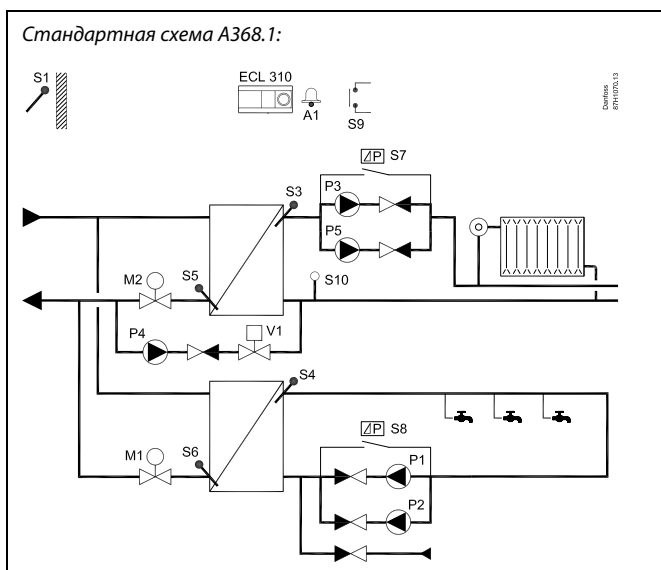 Стандартная схема A368.1:
S1
ECL 310
A1
S9
Danfoss
87H1070.13
⊿P S7
P3
S3
P5
M2
S5
S10
P4
V1
S4
⊿P S8
M1
S6
P1
P2